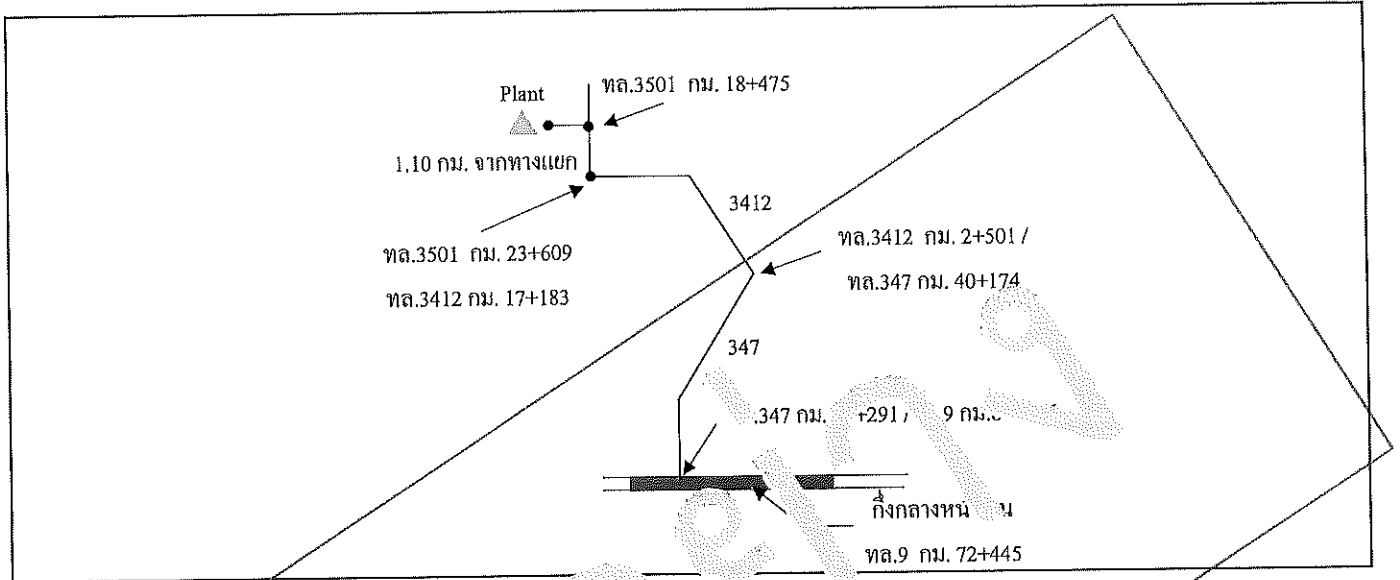 ทล.3501 กม. 18+475
Plant
1.10 กม. จากทางแยก
3412
ทล.3501 กม. 23+609
ทล.3412 กม. 17+183
ทล.3412 กม. 2+501 /
ทล.347 กม. 40+174
347
.347 กม. +291 / 9 กม.
กึ่งกลาง
ทล.9 กม. 72+445